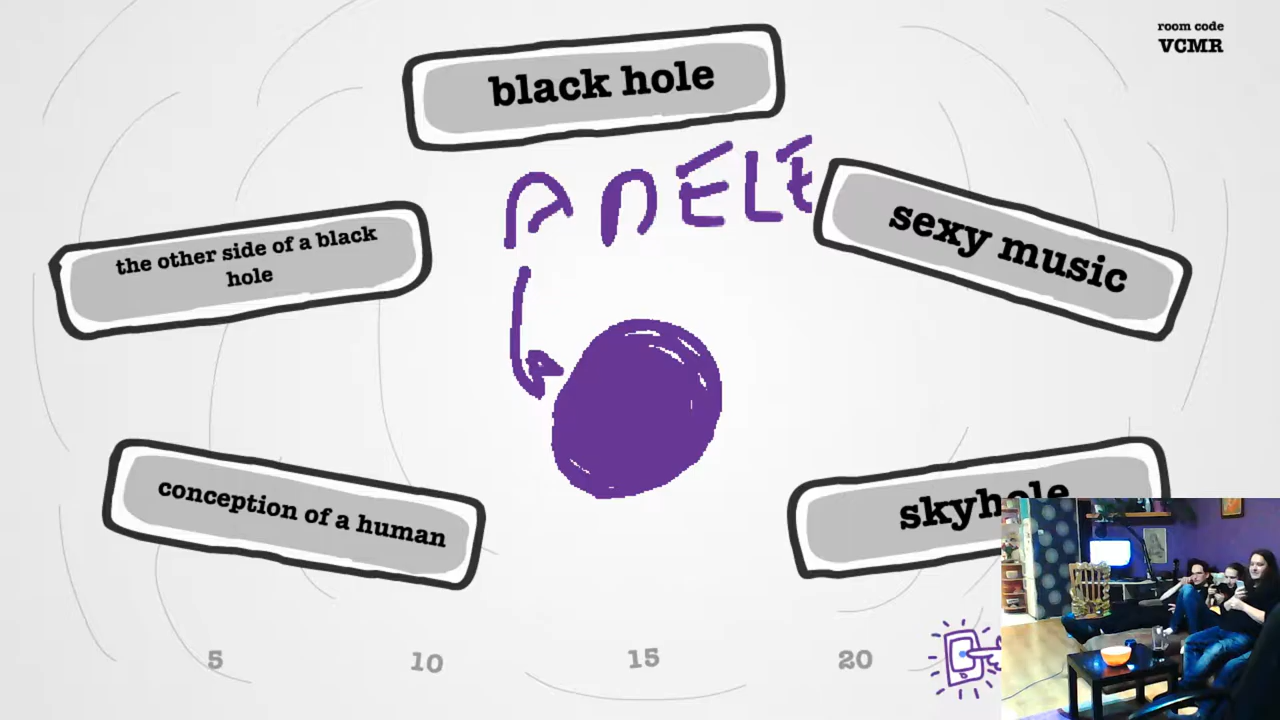 room code
VCMR
black hole
ADELE
sexy music
the other side of a black
hole
conception of a human
skyhole
5 10 15 20